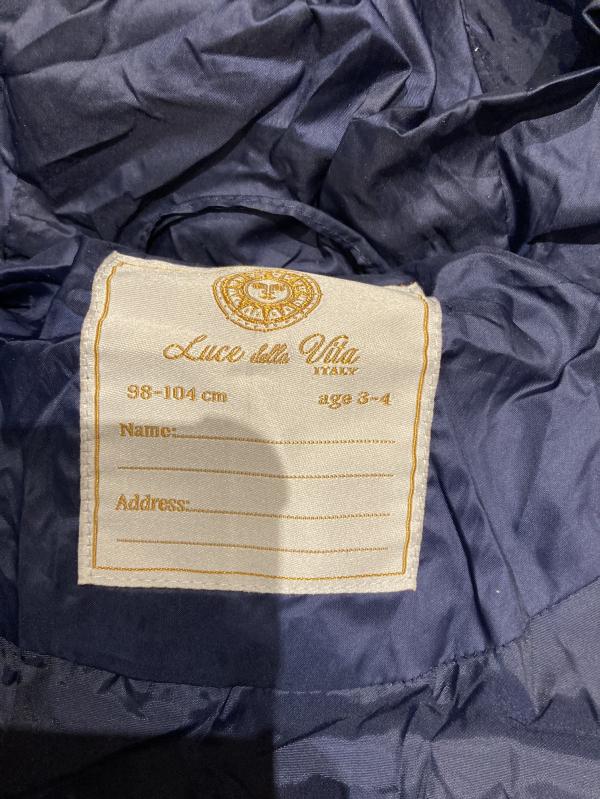 Luce della Vita
ITALY
98-104 cm age 3-4
Name:
Address: